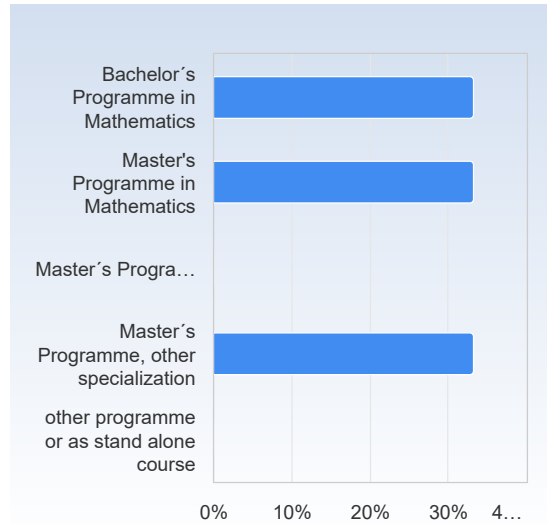 Bachelor´s
Programme in
Mathematics
Master's
Programme in
Mathematics
Master´s Progra…
Master´s
Programme, other
specialization
other programme
or as stand alone
course
0% 10% 20% 30% 4…